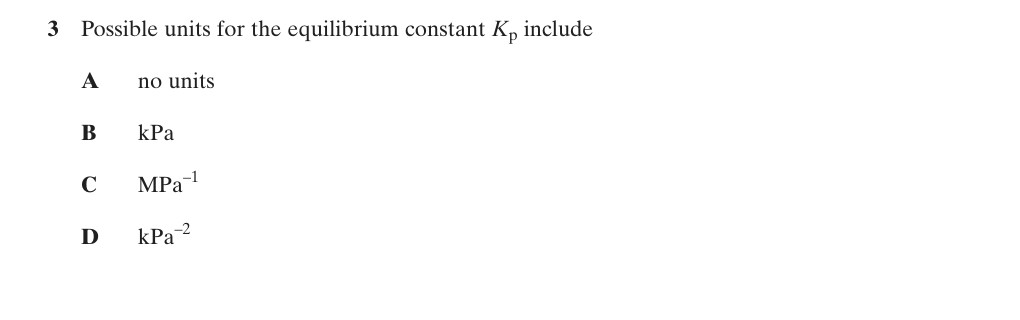 3 Possible units for the equilibrium constant Kp include
A no units
B kPa
C MPa⁻¹
D kPa⁻²